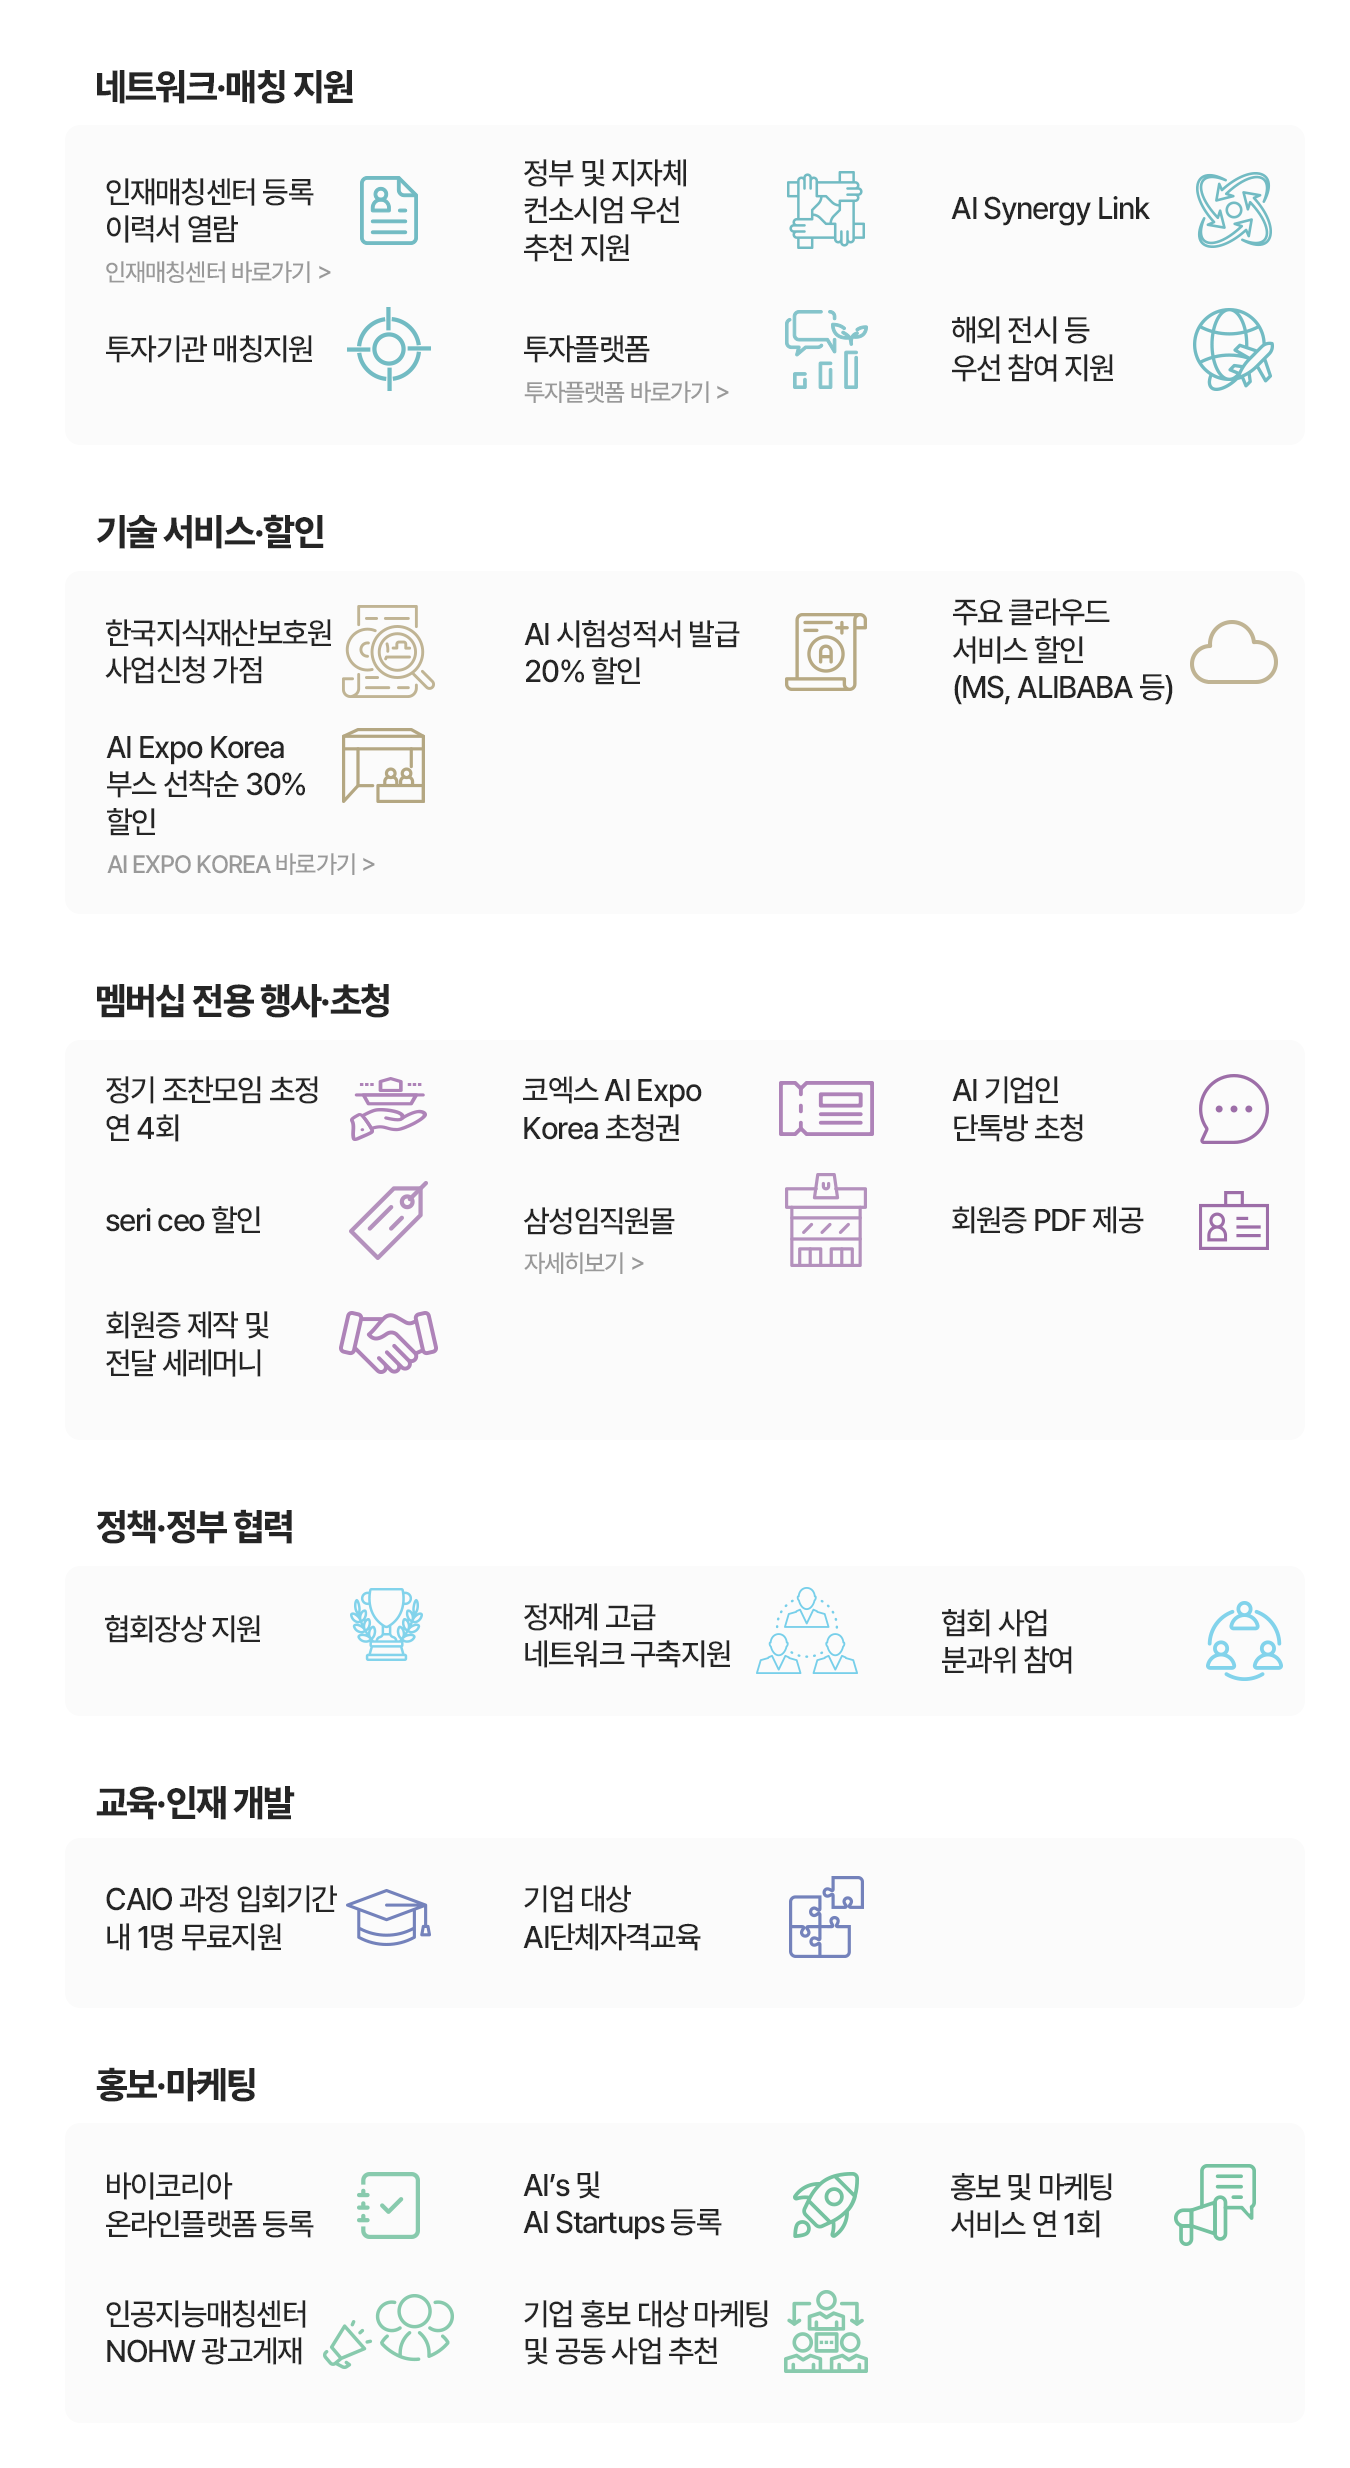 네트워크·매칭 지원
인재매칭센터 등록
이력서 열람
인재매칭센터 바로가기 >
정부 및 지자체
컨소시엄 우선
추천 지원
AI Synergy Link
투자기관 매칭지원
투자플랫폼
투자플랫폼 바로가기 >
해외 전시 등
우선 참여 지원
기술 서비스·할인
한국지식재산보호원
사업신청 가점
AI 시험성적서 발급
20% 할인
주요 클라우드
서비스 할인
(MS, ALIBABA 등)
AI Expo Korea
부스 선착순 30%
할인
AI EXPO KOREA 바로가기 >
멤버십 전용 행사·초청
정기 조찬모임 초정
연 4회
코엑스 AI Expo
Korea 초청권
AI 기업인
단톡방 초청
seri ceo 할인
삼성임직원몰
자세히보기 >
회원증 PDF 제공
회원증 제작 및
전달 세레머니
정책·정부 협력
협회장상 지원
정재계 고급
네트워크 구축지원
협회 사업
분과위 참여
교육·인재 개발
CAIO 과정 입회기간
내 1명 무료지원
기업 대상
AI단체자격교육
홍보·마케팅
바이코리아
온라인플랫폼 등록
AI's 및
AI Startups 등록
홍보 및 마케팅
서비스 연 1회
인공지능매칭센터
NOHW 광고게재
기업 홍보 대상 마케팅
및 공동 사업 추천